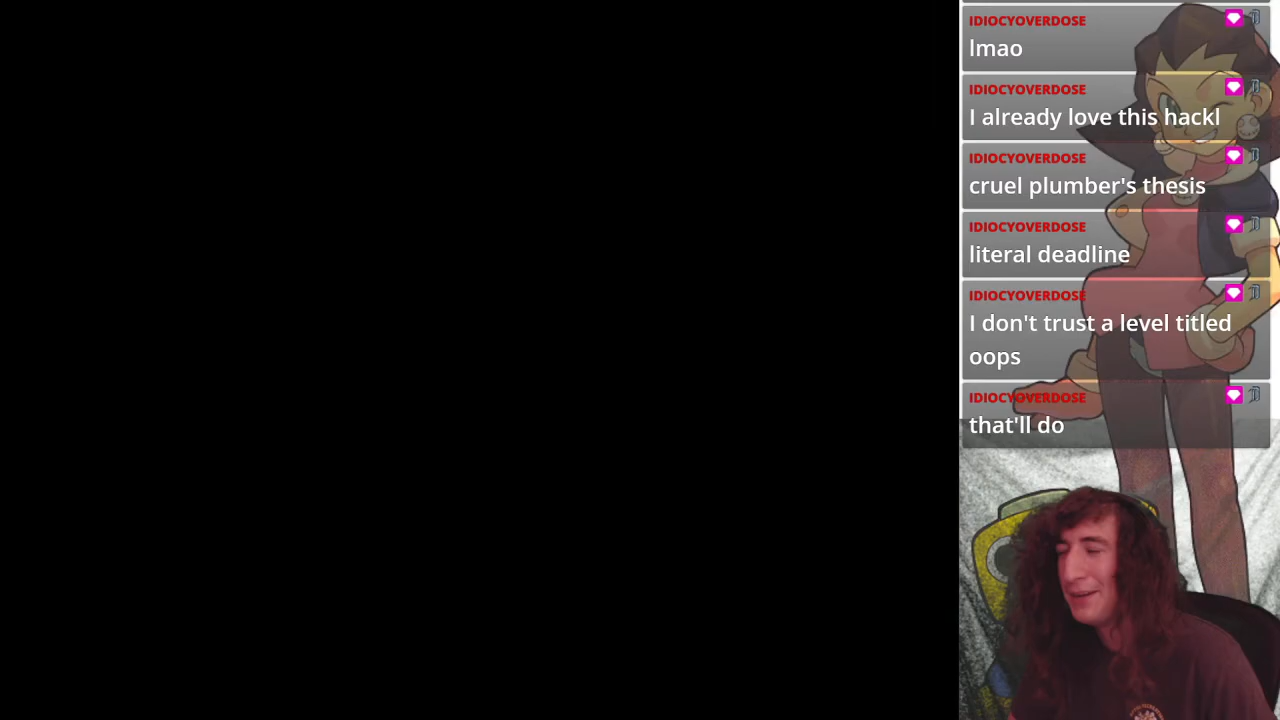 IDIOCYOVERDOSE
lmao
IDIOCYOVERDOSE
I already love this hackl
IDIOCYOVERDOSE
cruel plumber's thesis
IDIOCYOVERDOSE
literal deadline
IDIOCYOVERDOSE
I don't trust a level titled
oops
IDIOCYOVERDOSE
that'll do